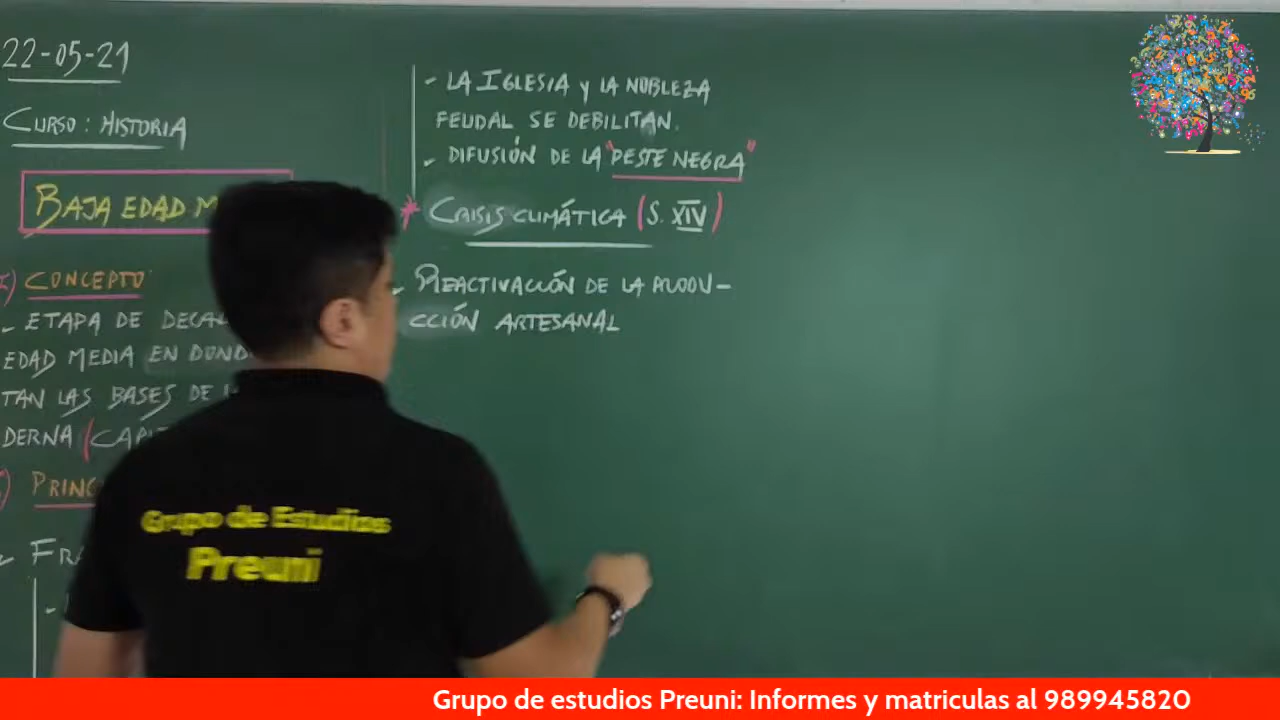 22-05-21
CURSO: HISTORIA
BAJA EDAD M
I) CONCEPTO
- ETAPA DE DECA
EDAD MEDIA EN DOND
TAN LAS BASES DE L
DERNA (CAPI
) PRINC
- FRA
- LA IGLESIA y LA NOBLEZA
FEUDAL SE DEBILITAN.
- DIFUSIÓN DE LA "PESTE NEGRA"
* CRISIS CLIMÁTICA (S. XIV)
- REACTIVACIÓN DE LA PRODU-
CCIÓN ARTESANAL
Grupo de Estudios
Preuni
Grupo de estudios Preuni: Informes y matriculas al 989945820